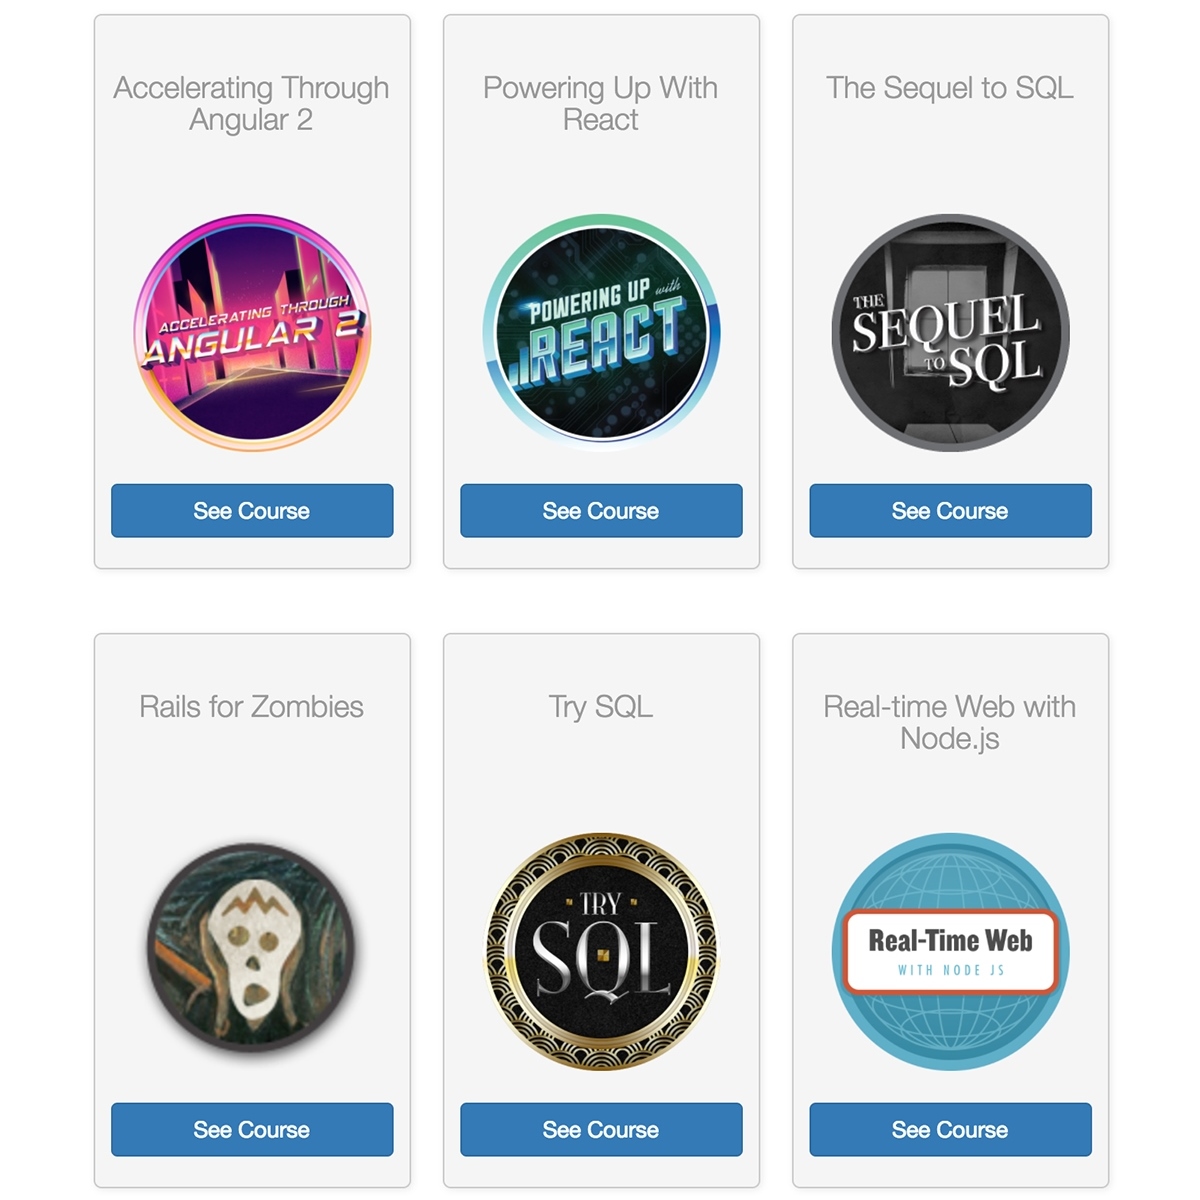 Accelerating Through
Angular 2
Powering Up With
React
The Sequel to SQL
ACCELERATING THROUGH
ANGULAR 2
POWERING UP with
REACT
THE
SEQUEL
TO SQL
See Course
See Course
See Course
Rails for Zombies
Try SQL
Real-time Web with
Node.js
TRY
SQL
Real-Time Web
WITH NODE JS
See Course
See Course
See Course